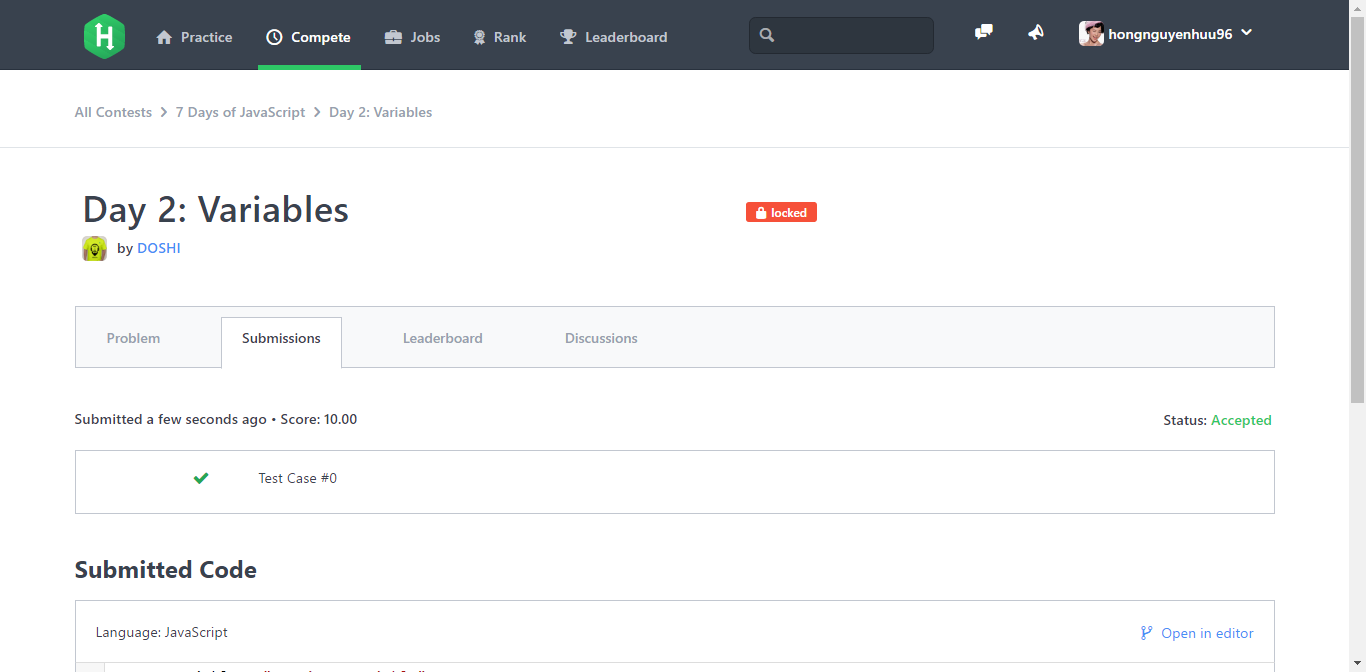 H Practice Compete Jobs Rank Leaderboard hongnguyenhuu96
All Contests > 7 Days of JavaScript > Day 2: Variables
Day 2: Variables
locked
by DOSHI
Problem Submissions Leaderboard Discussions
Submitted a few seconds ago • Score: 10.00 Status: Accepted
Test Case #0
Submitted Code
Language: JavaScript Open in editor